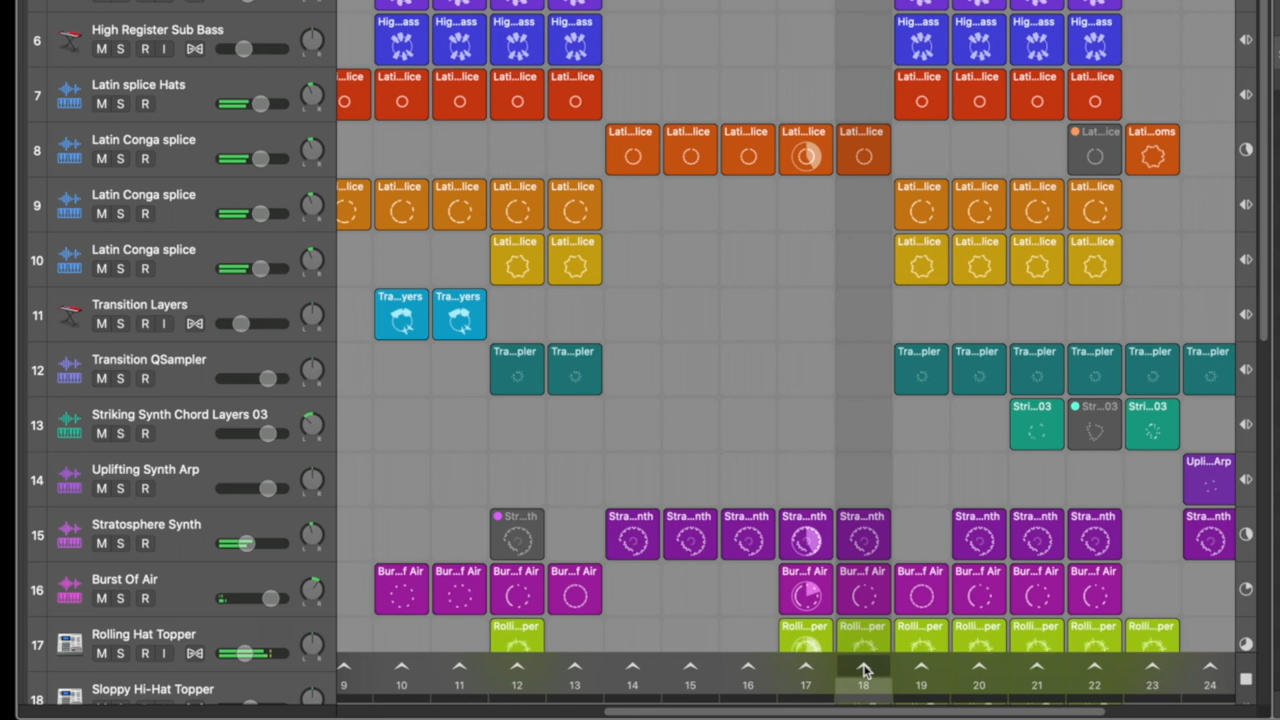 6 High Register Sub Bass Hig...ass Hig...ass Hig...ass Hig...ass Hig...ass Hig...ass Hig...ass Hig...ass
M S R I
L R
7 Latin splice Hats i...lice Lati...lice Lati...lice Lati...lice Lati...lice Lati...lice Lati...lice Lati...lice Lati...lice
M S R
L R
8 Latin Conga splice Lati...lice Lati...lice Lati...lice Lati...lice Lati...lice Lat...ice Lati...oms
M S R
L R
9 Latin Conga splice i...lice Lati...lice Lati...lice Lati...lice Lati...lice Lati...lice Lati...lice Lati...lice Lati...lice
M S R
L R
10 Latin Conga splice Lati...lice Lati...lice Lati...lice Lati...lice Lati...lice Lati...lice
M S R
L R
11 Transition Layers Tra...yers Tra...yers
M S R I
L R
12 Transition QSampler Tra...pler Tra...pler Tra...pler Tra...pler Tra...pler Tra...pler Tra...pler Tra...pler
M S R
L R
13 Striking Synth Chord Layers 03 Stri...03 Str...03 Stri...03
M S R
L R
14 Uplifting Synth Arp Upli...Arp
M S R
L R
15 Stratosphere Synth Str...th Stra...nth Stra...nth Stra...nth Stra...nth Stra...nth Stra...nth Stra...nth Stra...nth Stra...nth
M S R
L R
16 Burst Of Air Bur...f Air Bur...f Air Bur...f Air Bur...f Air Bur...f Air Bur...f Air Bur...f Air Bur...f Air Bur...f Air Bur...f Air
M S R
L R
17 Rolling Hat Topper Rolli...per Rolli...per Rolli...per Rolli...per Rolli...per Rolli...per Rolli...per Rolli...per
M S R I
L R
9 10 11 12 13 14 15 16 17 18 19 20 21 22 23 24
18 Sloppy Hi-Hat Topper